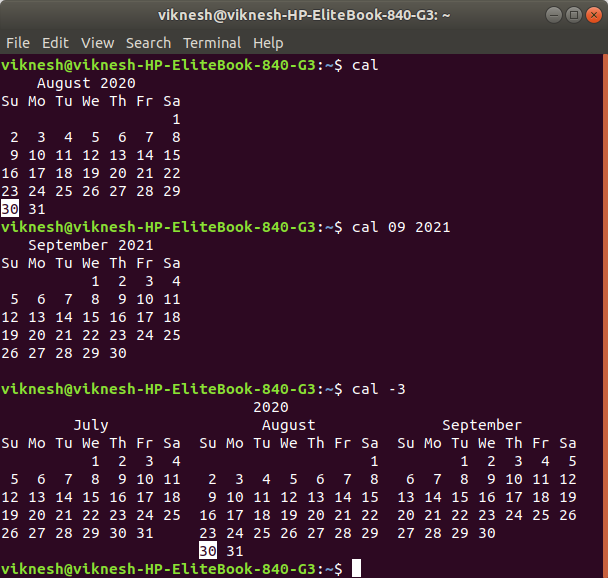 viknesh@viknesh-HP-EliteBook-840-G3: ~
File Edit View Search Terminal Help
viknesh@viknesh-HP-EliteBook-840-G3:~$ cal
    August 2020
Su Mo Tu We Th Fr Sa
                   1
 2  3  4  5  6  7  8
 9 10 11 12 13 14 15
16 17 18 19 20 21 22
23 24 25 26 27 28 29
30 31
viknesh@viknesh-HP-EliteBook-840-G3:~$ cal 09 2021
   September 2021
Su Mo Tu We Th Fr Sa
          1  2  3  4
 5  6  7  8  9 10 11
12 13 14 15 16 17 18
19 20 21 22 23 24 25
26 27 28 29 30
viknesh@viknesh-HP-EliteBook-840-G3:~$ cal -3
                            2020
        July                 August              September
Su Mo Tu We Th Fr Sa  Su Mo Tu We Th Fr Sa  Su Mo Tu We Th Fr Sa
          1  2  3  4                     1         1  2  3  4  5
 5  6  7  8  9 10 11   2  3  4  5  6  7  8   6  7  8  9 10 11 12
12 13 14 15 16 17 18   9 10 11 12 13 14 15  13 14 15 16 17 18 19
19 20 21 22 23 24 25  16 17 18 19 20 21 22  20 21 22 23 24 25 26
26 27 28 29 30 31     23 24 25 26 27 28 29  27 28 29 30
                      30 31
viknesh@viknesh-HP-EliteBook-840-G3:~$